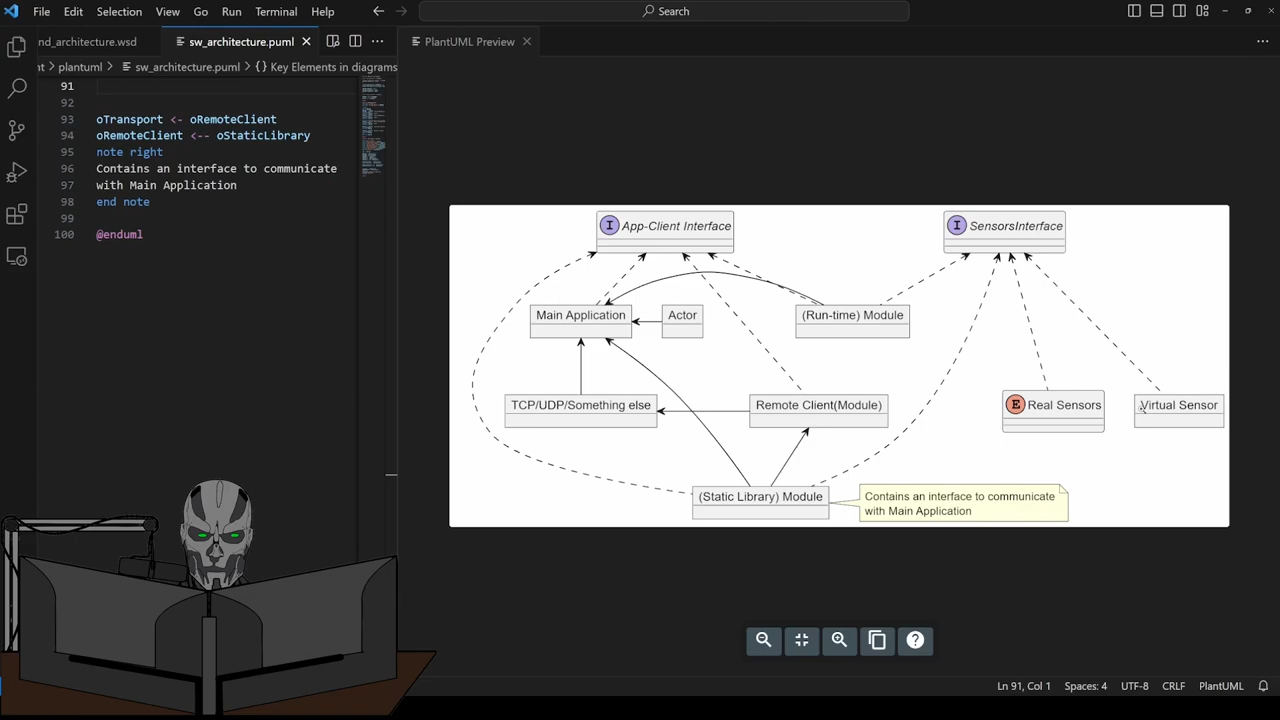 File Edit Selection View Go Run Terminal Help
Search
nd_architecture.wsd
sw_architecture.puml
PlantUML Preview
nt > plantuml > sw_architecture.puml > {} Key Elements in diagrams
91
92
93 oTransport <- oRemoteClient
94 oRemoteClient <-- oStaticLibrary
95 note right
96 Contains an interface to communicate
97 with Main Application
98 end note
99
100 @enduml
I App-Client Interface
I SensorsInterface
Main Application
Actor
(Run-time) Module
TCP/UDP/Something else
Remote Client(Module)
E Real Sensors
Virtual Sensor
(Static Library) Module
Contains an interface to communicate
with Main Application
Ln 91, Col 1 Spaces: 4 UTF-8 CRLF PlantUML